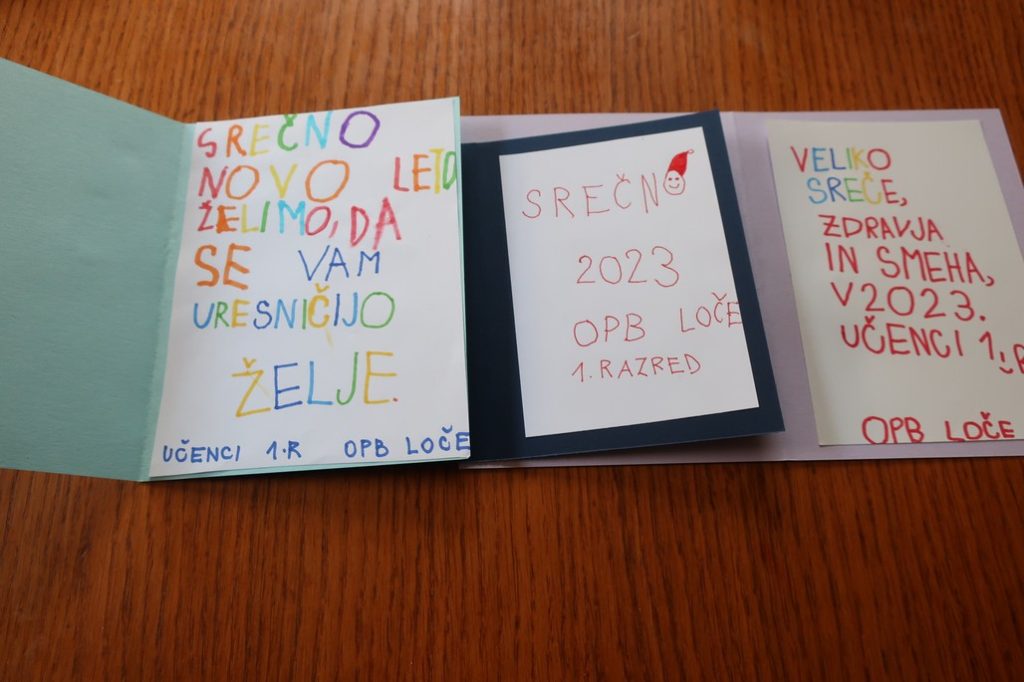 SREČNO
NOVO LETO
ŽELIMO, DA
SE VAM
URESNIČIJO
ŽELJE.
UČENCI 1.R OPB LOČE
SREČNO
2023
OPB LOČE
1. RAZRED
VELIKO
SREČE,
ZDRAVJA
IN SMEHA,
V 2023.
UČENCI 1.R
OPB LOČE